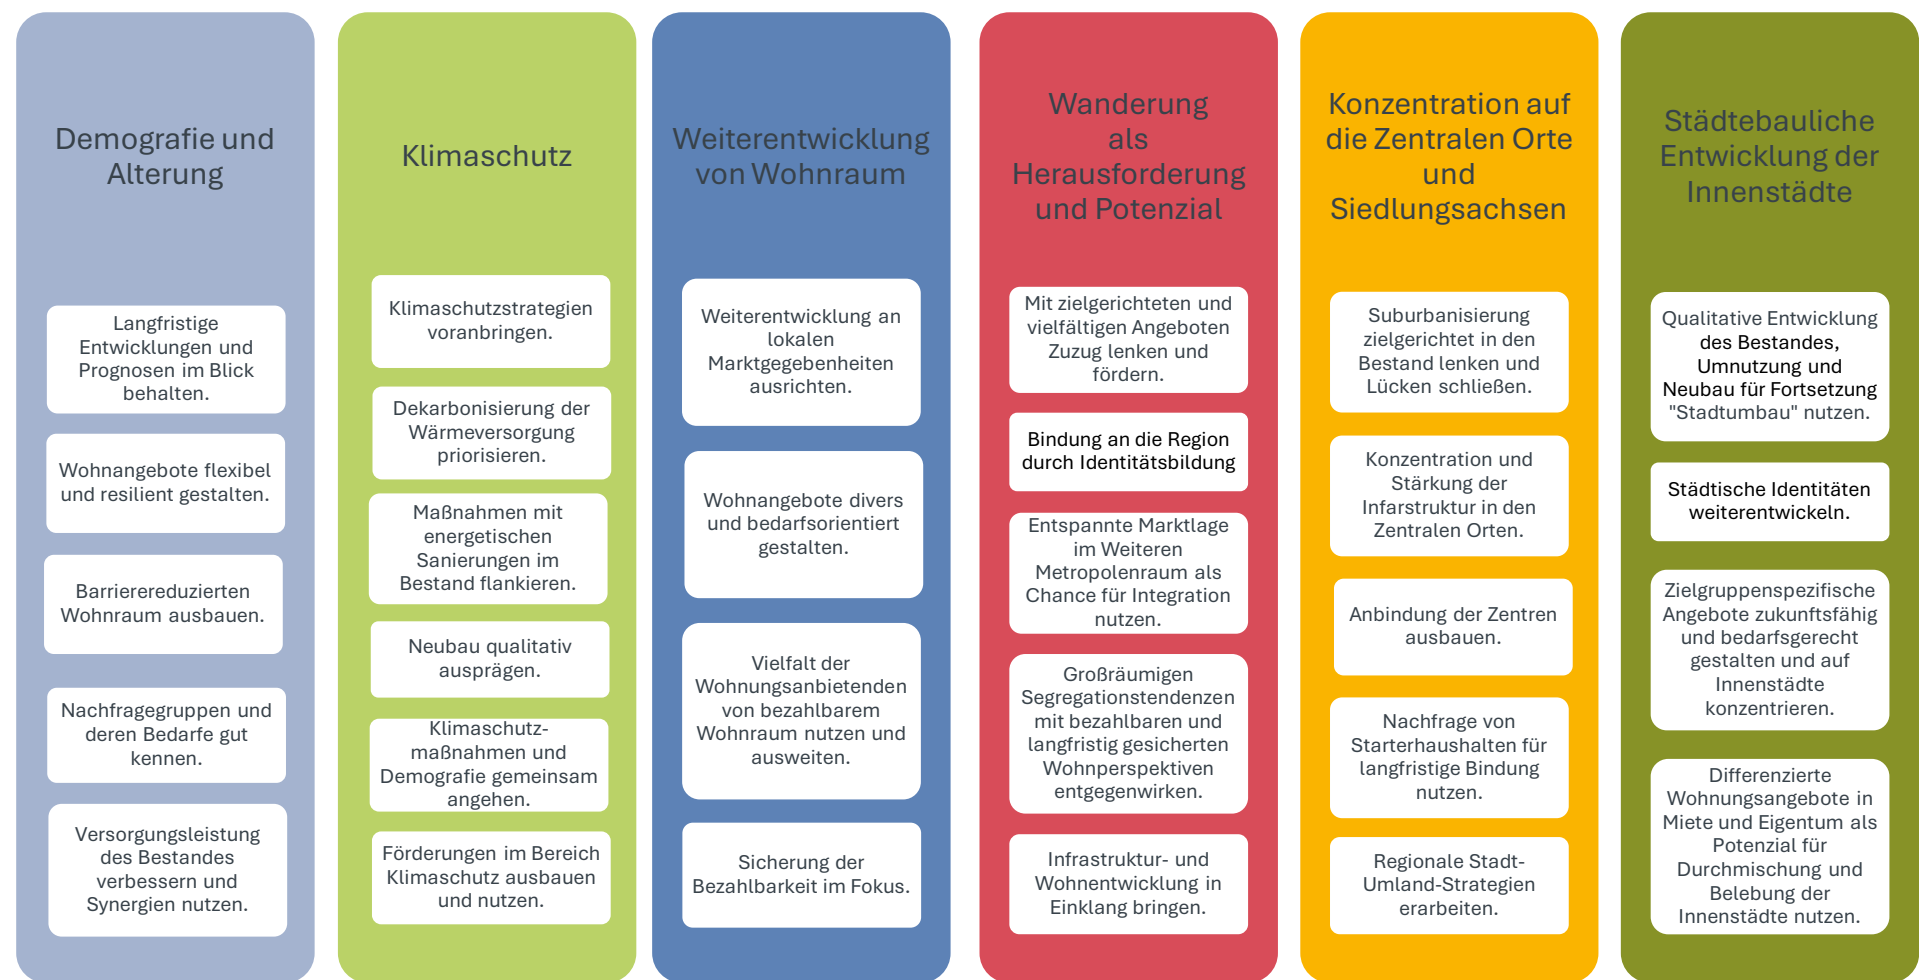 Demografie und
Alterung
Langfristige
Entwicklungen und
Prognosen im Blick
behalten.
Wohnangebote flexibel
und resilient gestalten.
Barrierereduzierten
Wohnraum ausbauen.
Nachfragegruppen und
deren Bedarfe gut
kennen.
Versorgungsleistung
des Bestandes
verbessern und
Synergien nutzen.
Klimaschutz
Klimaschutzstrategien
voranbringen.
Dekarbonisierung der
Wärmeversorgung
priorisieren.
Maßnahmen mit
energetischen
Sanierungen im
Bestand flankieren.
Neubau qualitativ
ausprägen.
Klimaschutz-
maßnahmen und
Demografie gemeinsam
angehen.
Förderungen im Bereich
Klimaschutz ausbauen
und nutzen.
Weiterentwicklung
von Wohnraum
Weiterentwicklung an
lokalen
Marktgegebenheiten
ausrichten.
Wohnangebote divers
und bedarfsorientiert
gestalten.
Vielfalt der
Wohnungsanbietenden
von bezahlbarem
Wohnraum nutzen und
ausweiten.
Sicherung der
Bezahlbarkeit im Fokus.
Wanderung
als
Herausforderung
und Potenzial
Mit zielgerichteten und
vielfältigen Angeboten
Zuzug lenken und
fördern.
Bindung an die Region
durch Identitätsbildung
Entspannte Marktlage
im Weiteren
Metropolenraum als
Chance für Integration
nutzen.
Großräumigen
Segregationstendenzen
mit bezahlbaren und
langfristig gesicherten
Wohnperspektiven
entgegenwirken.
Infrastruktur- und
Wohnentwicklung in
Einklang bringen.
Konzentration auf
die Zentralen Orte
und
Siedlungsachsen
Suburbanisierung
zielgerichtet in den
Bestand lenken und
Lücken schließen.
Konzentration und
Stärkung der
Infarstruktur in den
Zentralen Orten.
Anbindung der Zentren
ausbauen.
Nachfrage von
Starterhaushalten für
langfristige Bindung
nutzen.
Regionale Stadt-
Umland-Strategien
erarbeiten.
Städtebauliche
Entwicklung der
Innenstädte
Qualitative Entwicklung
des Bestandes,
Umnutzung und
Neubau für Fortsetzung
"Stadtumbau" nutzen.
Städtische Identitäten
weiterentwickeln.
Zielgruppenspezifische
Angebote zukunftsfähig
und bedarfsgerecht
gestalten und auf
Innenstädte
konzentrieren.
Differenzierte
Wohnungsangebote in
Miete und Eigentum als
Potenzial für
Durchmischung und
Belebung der
Innenstädte nutzen.